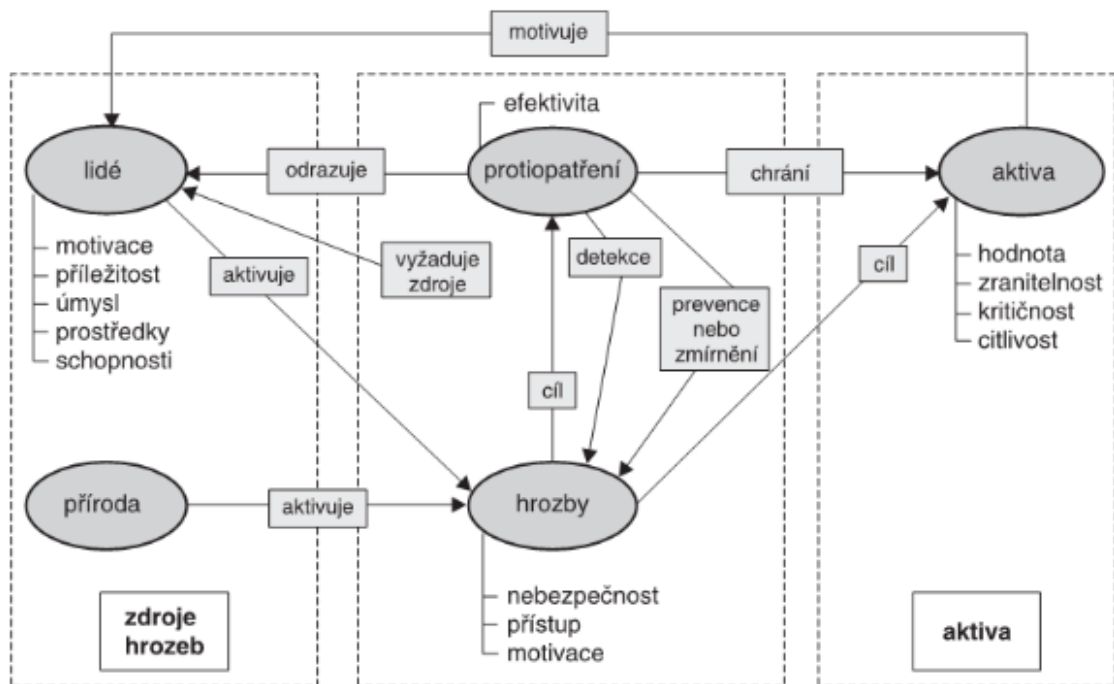 motivuje
efektivita
lidé
odrazuje
protiopatření
chrání
aktiva
motivace
příležitost
úmysl
prostředky
schopnosti
aktivuje
vyžaduje
zdroje
detekce
prevence
nebo
zmírnění
cíl
hodnota
zranitelnost
kritičnost
citlivost
cíl
příroda
aktivuje
hrozby
nebezpečnost
přístup
motivace
zdroje
hrozeb
aktiva